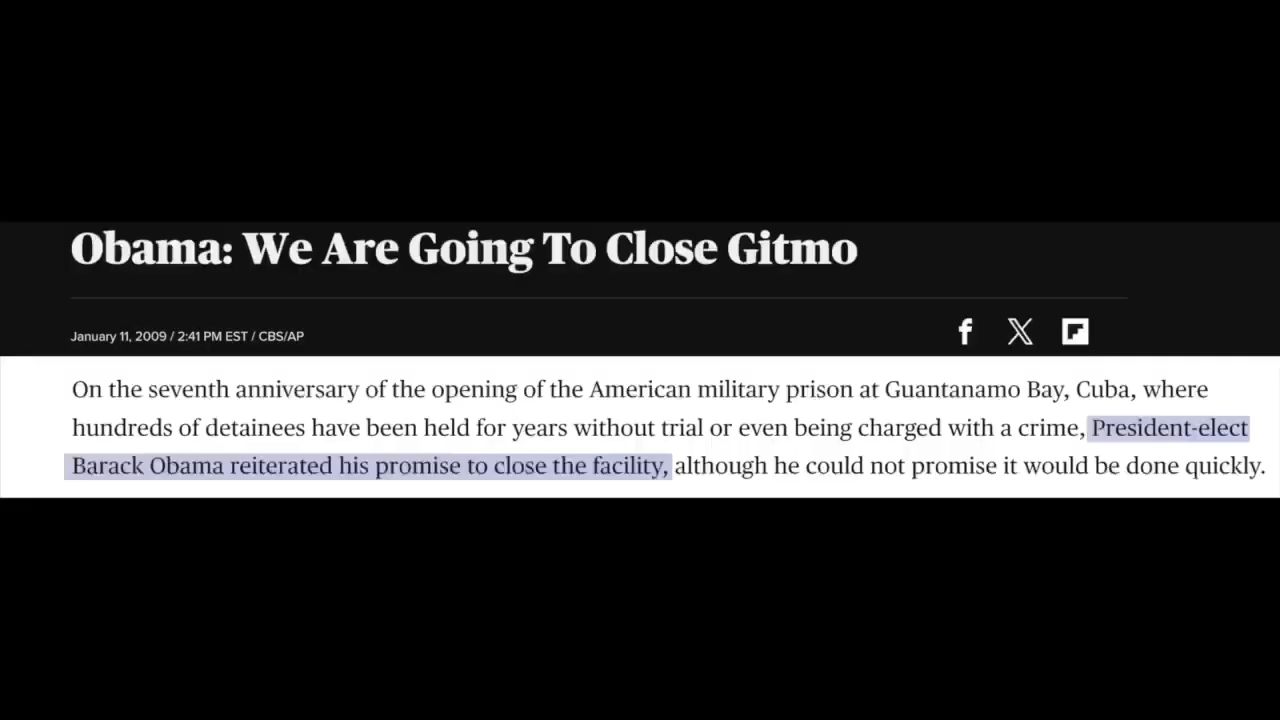 Obama: We Are Going To Close Gitmo
January 11, 2009 / 2:41 PM EST / CBS/AP
On the seventh anniversary of the opening of the American military prison at Guantanamo Bay, Cuba, where
hundreds of detainees have been held for years without trial or even being charged with a crime, President-elect
Barack Obama reiterated his promise to close the facility, although he could not promise it would be done quickly.